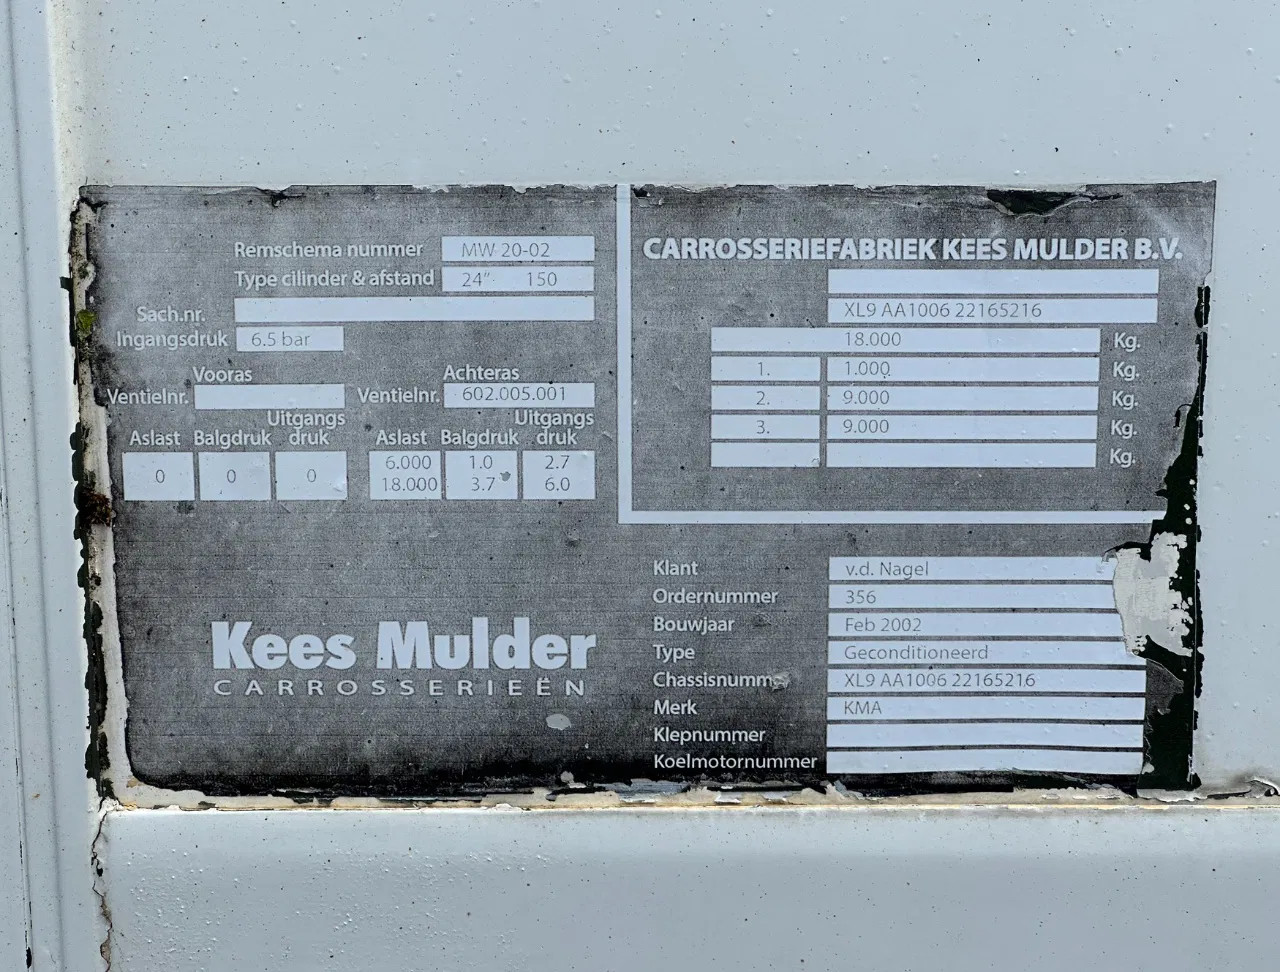 Remschema nummer MW 20-02
Type cilinder & afstand 24" 150
Sach.nr.
Ingangsdruk 6.5 bar
Vooras Achteras
Ventielnr. Ventielnr. 602.005.001
Aslast Balgdruk Uitgangs druk Aslast Balgdruk Uitgangs druk
0 0 0 6.000 1.0 2.7
18.000 3.7 6.0
Kees Mulder
CARROSSERIEËN
CARROSSERIEFABRIEK KEES MULDER B.V.
XL9 AA1006 22165216
18.000 Kg.
1. 1.000 Kg.
2. 9.000 Kg.
3. 9.000 Kg.
Kg.
Klant v.d. Nagel
Ordernummer 356
Bouwjaar Feb 2002
Type Geconditioneerd
Chassisnummer XL9 AA1006 22165216
Merk KMA
Klepnummer
Koelmotornummer